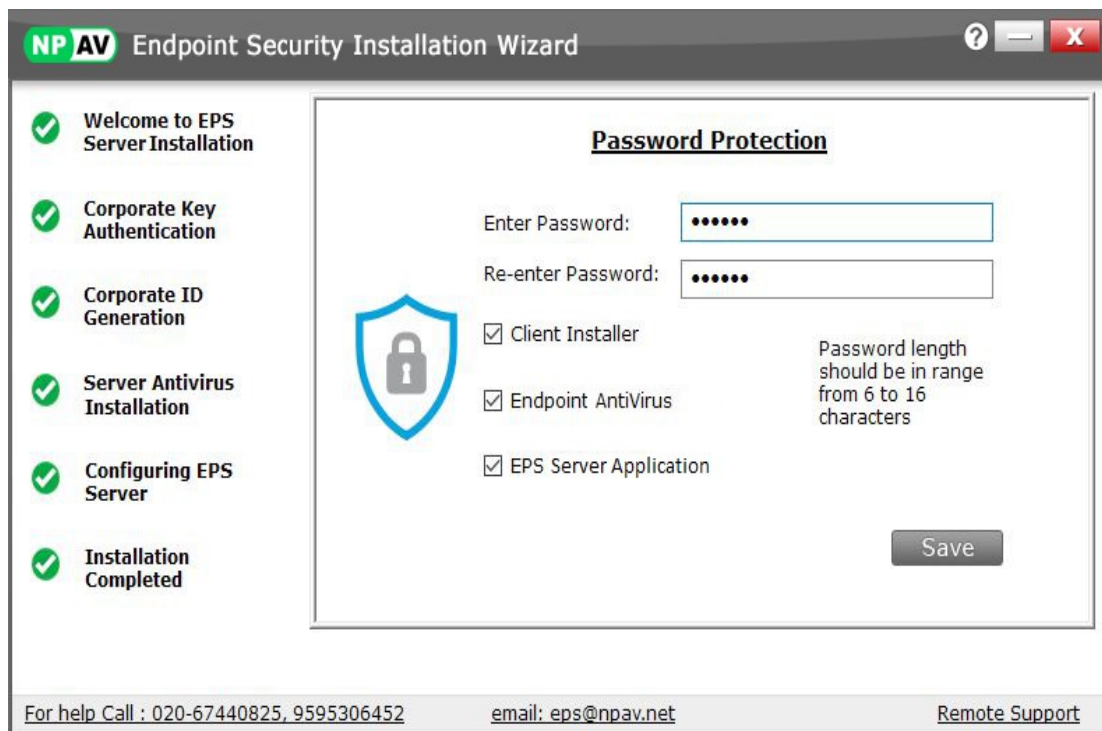 NP AV Endpoint Security Installation Wizard
Welcome to EPS
Server Installation
Corporate Key
Authentication
Corporate ID
Generation
Server Antivirus
Installation
Configuring EPS
Server
Installation
Completed
Password Protection
Enter Password: ••••••
Re-enter Password: ••••••
Client Installer
Endpoint AntiVirus
EPS Server Application
Password length
should be in range
from 6 to 16
characters
Save
For help Call : 020-67440825, 9595306452 email: eps@npav.net Remote Support